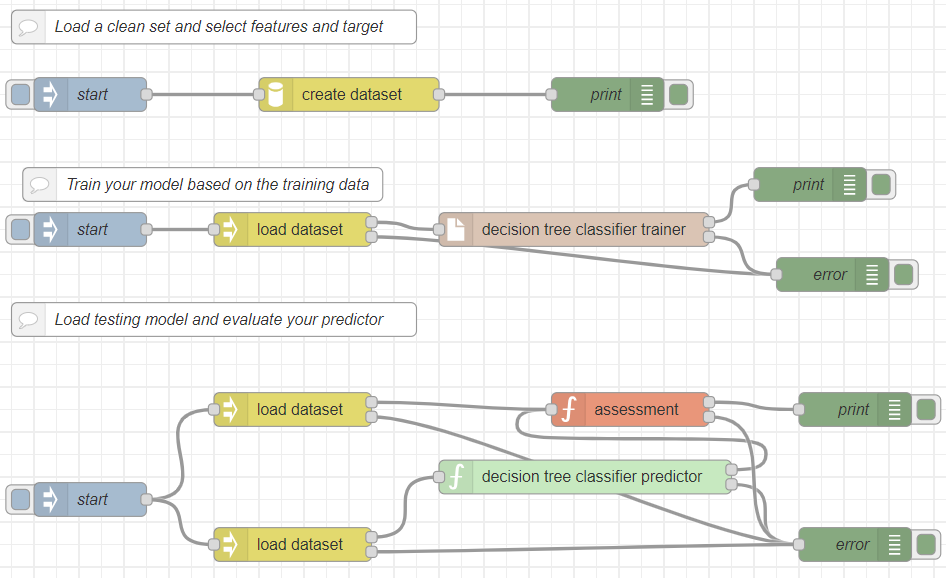 Load a clean set and select features and target
start
create dataset
print
Train your model based on the training data
print
start
load dataset
decision tree classifier trainer
error
Load testing model and evaluate your predictor
load dataset
assessment
print
decision tree classifier predictor
start
load dataset
error